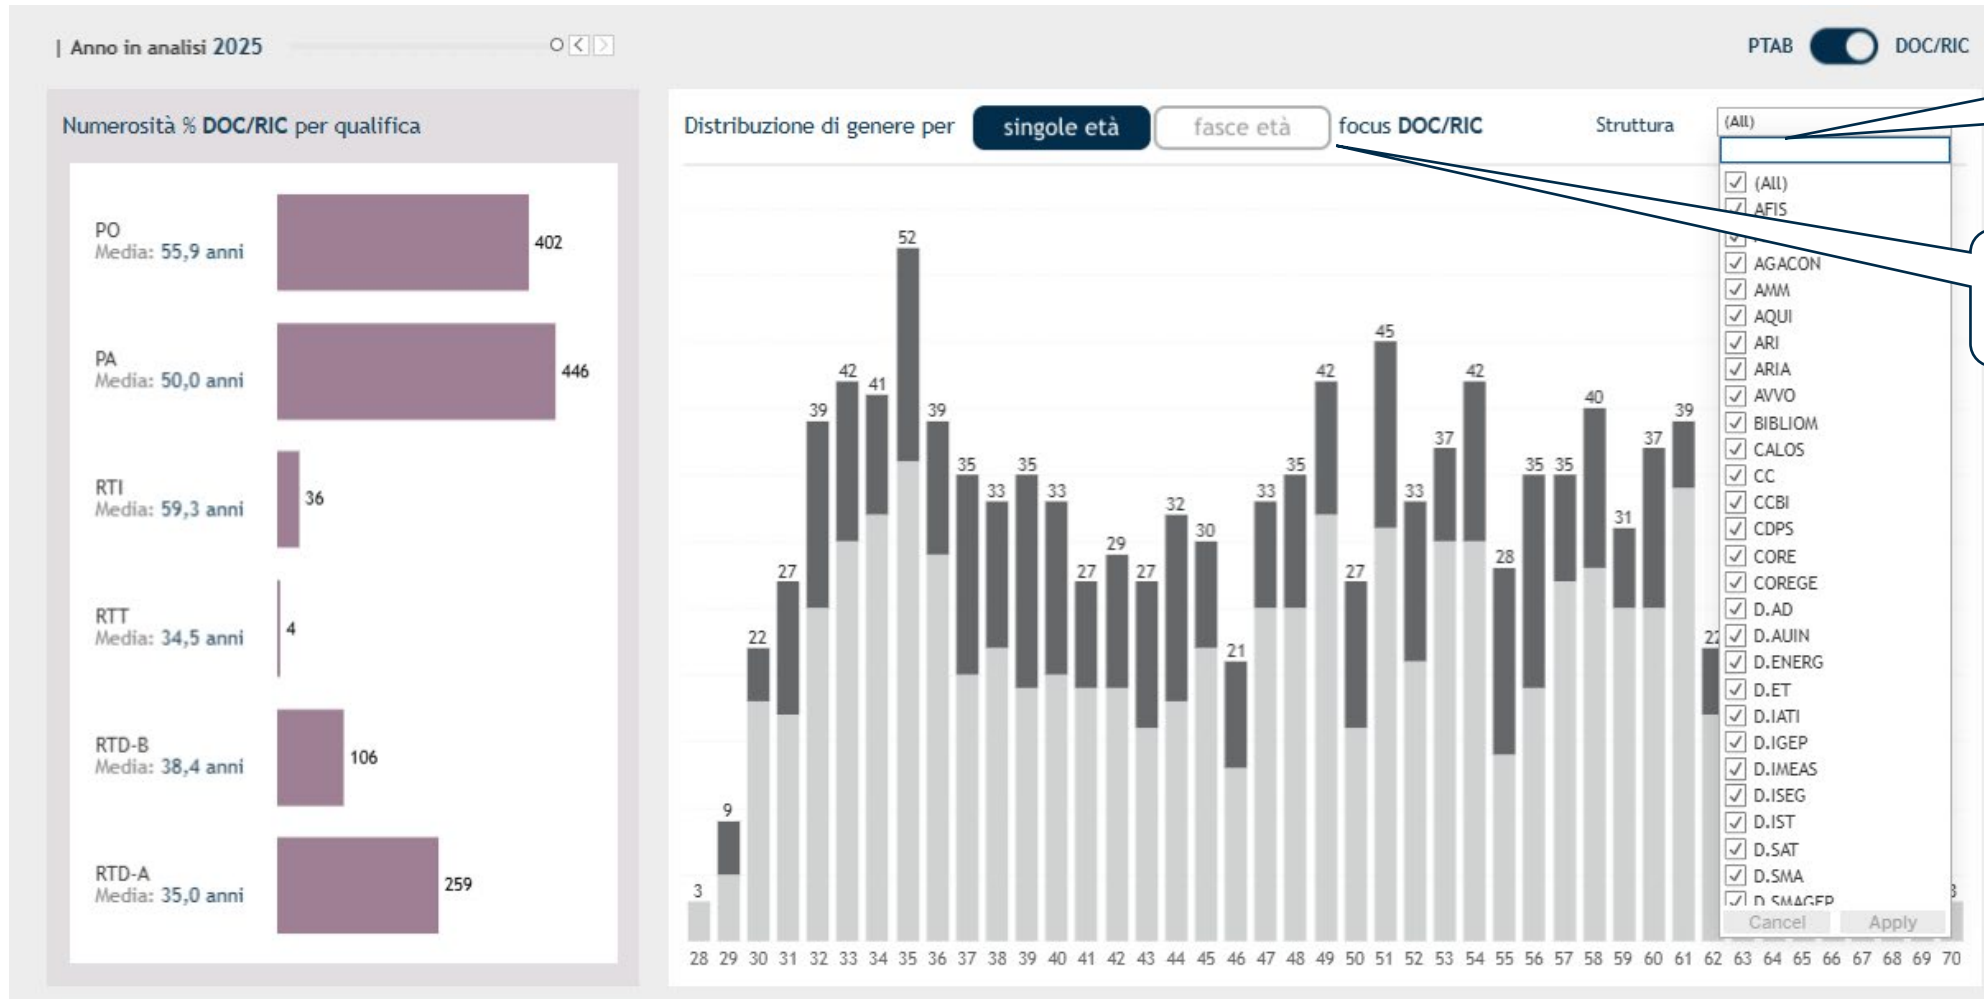 | Anno in analisi 2025
PTAB DOC/RIC
Numerosità % DOC/RIC per qualifica
PO
Media: 55,9 anni
402
PA
Media: 50,0 anni
446
RTI
Media: 59,3 anni
36
RTT
Media: 34,5 anni
4
RTD-B
Media: 38,4 anni
106
RTD-A
Media: 35,0 anni
259
Distribuzione di genere per singole età fasce età focus DOC/RIC
Struttura (All)
(All)
AFIS
AGACON
AMM
AQUI
ARI
ARIA
AVVO
BIBLIOM
CALOS
CC
CCBI
CDPS
CORE
COREGE
D.AD
D.AUIN
D.ENERG
D.ET
D.IATI
D.IGEP
D.IMEAS
D.ISEG
D.IST
D.SAT
D.SMA
D.SMAGEP
Cancel Apply
3 9 22 27 39 42 41 52 39 35 33 35 33 27 29 27 32 30 21 33 35 42 27 45 33 37 42 28 35 35 40 31 37 39 22 3
28 29 30 31 32 33 34 35 36 37 38 39 40 41 42 43 44 45 46 47 48 49 50 51 52 53 54 55 56 57 58 59 60 61 62 63 64 65 66 67 68 69 70